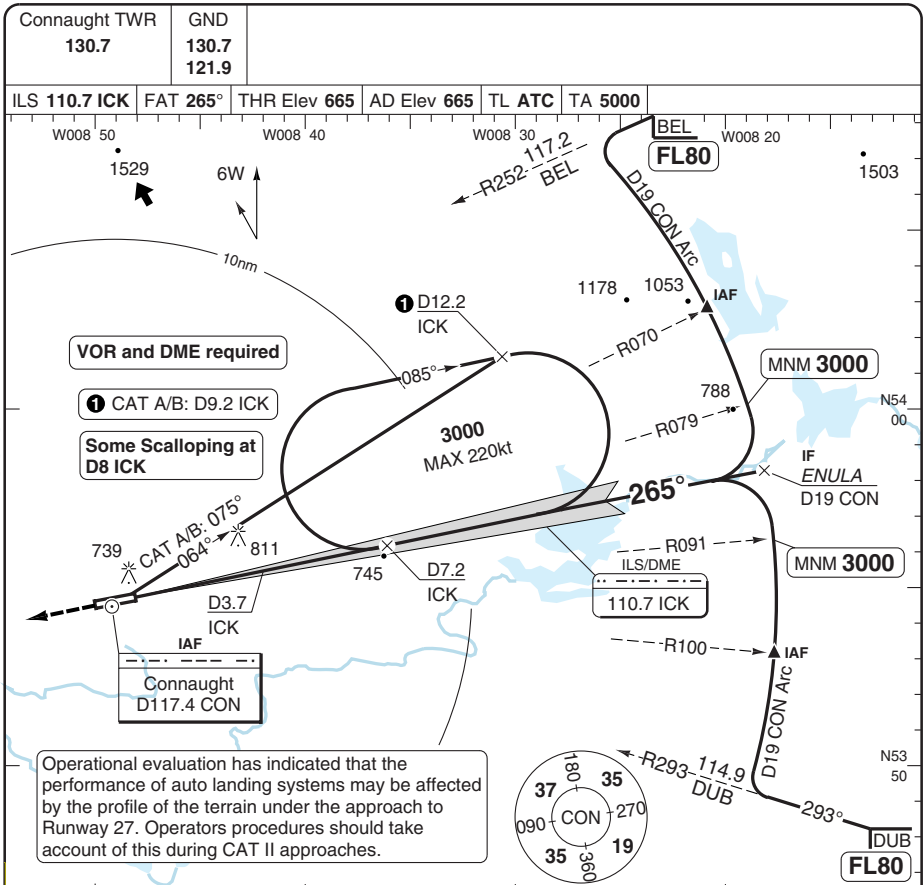 Connaught TWR
130.7
GND
130.7
121.9
ILS 110.7 ICK
FAT 265°
THR Elev 665
AD Elev 665
TL ATC
TA 5000
W008 50
W008 40
W008 30
W008 20
BEL
FL80
1529
6W
R252 117.2
BEL
D19 CON Arc
1503
10nm
1 D12.2
ICK
1178
1053
IAF
R070
VOR and DME required
085°
MNM 3000
1 CAT A/B: D9.2 ICK
788
N54
00
3000
MAX 220kt
R079
Some Scalloping at
D8 ICK
IF
ENULA
D19 CON
265°
CAT A/B: 075°
064°
739
811
745
R091
D7.2
ICK
ILS/DME
110.7 ICK
MNM 3000
D3.7
ICK
IAF
Connaught
D117.4 CON
R100
IAF
D19 CON Arc
Operational evaluation has indicated that the
performance of auto landing systems may be affected
by the profile of the terrain under the approach to
Runway 27. Operators procedures should take
account of this during CAT II approaches.
180
37
35
090
CON
270
35
19
360
R293 114.9
DUB
N53
50
293°
DUB
FL80